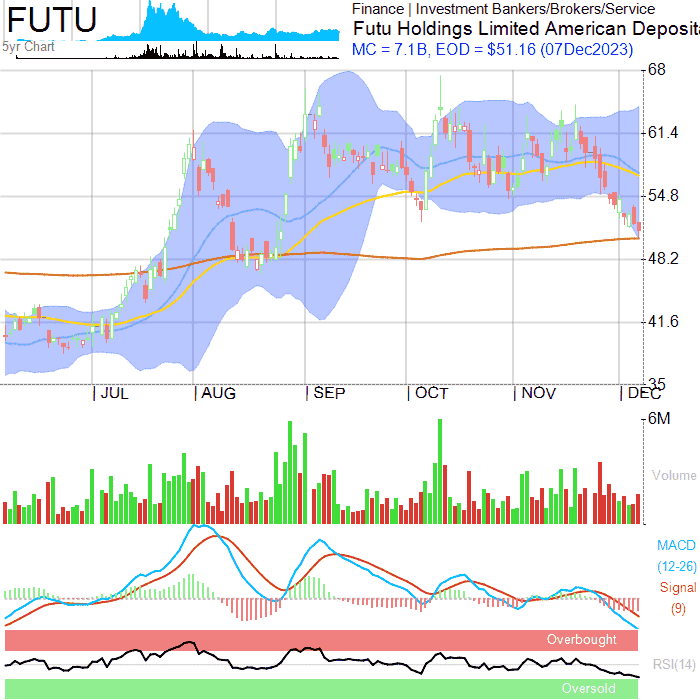 FUTU
5yr Chart
Finance | Investment Bankers/Brokers/Service
Futu Holdings Limited American Deposita
MC = 7.1B, EOD = $51.16 (07Dec2023)
68
61.4
54.8
48.2
41.6
35
JUL AUG SEP OCT NOV DEC
6M
Volume
MACD
(12-26)
Signal
(9)
Overbought
RSI(14)
Oversold